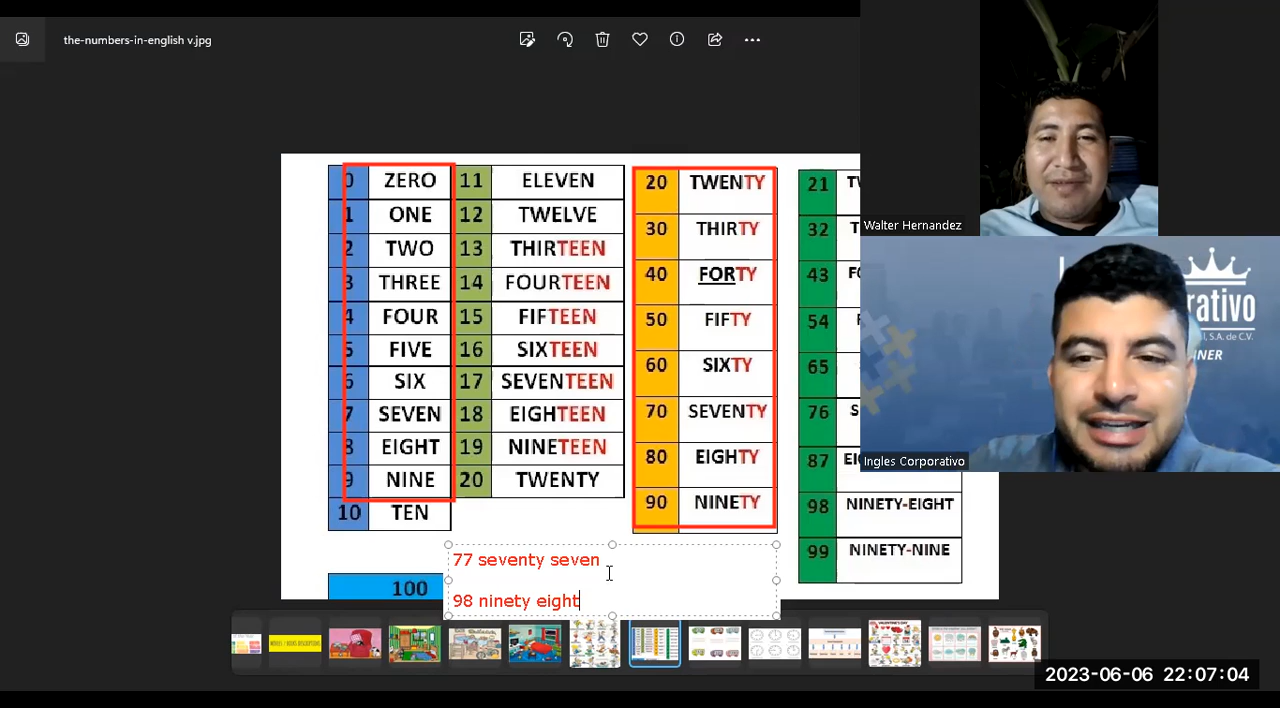 the-numbers-in-english v.jpg
0 ZERO 11 ELEVEN 20 TWENTY 21
1 ONE 12 TWELVE 30 THIRTY 32
2 TWO 13 THIRTEEN 40 FORTY 43
3 THREE 14 FOURTEEN 50 FIFTY 54
4 FOUR 15 FIFTEEN 60 SIXTY 65
5 FIVE 16 SIXTEEN 70 SEVENTY 76
6 SIX 17 SEVENTEEN 80 EIGHTY 87
7 SEVEN 18 EIGHTEEN 90 NINETY 98 NINETY-EIGHT
8 EIGHT 19 NINETEEN 99 NINETY-NINE
9 NINE 20 TWENTY
10 TEN
100
77 seventy seven
98 ninety eight
Walter Hernandez
Ingles Corporativo
2023-06-06 22:07:04